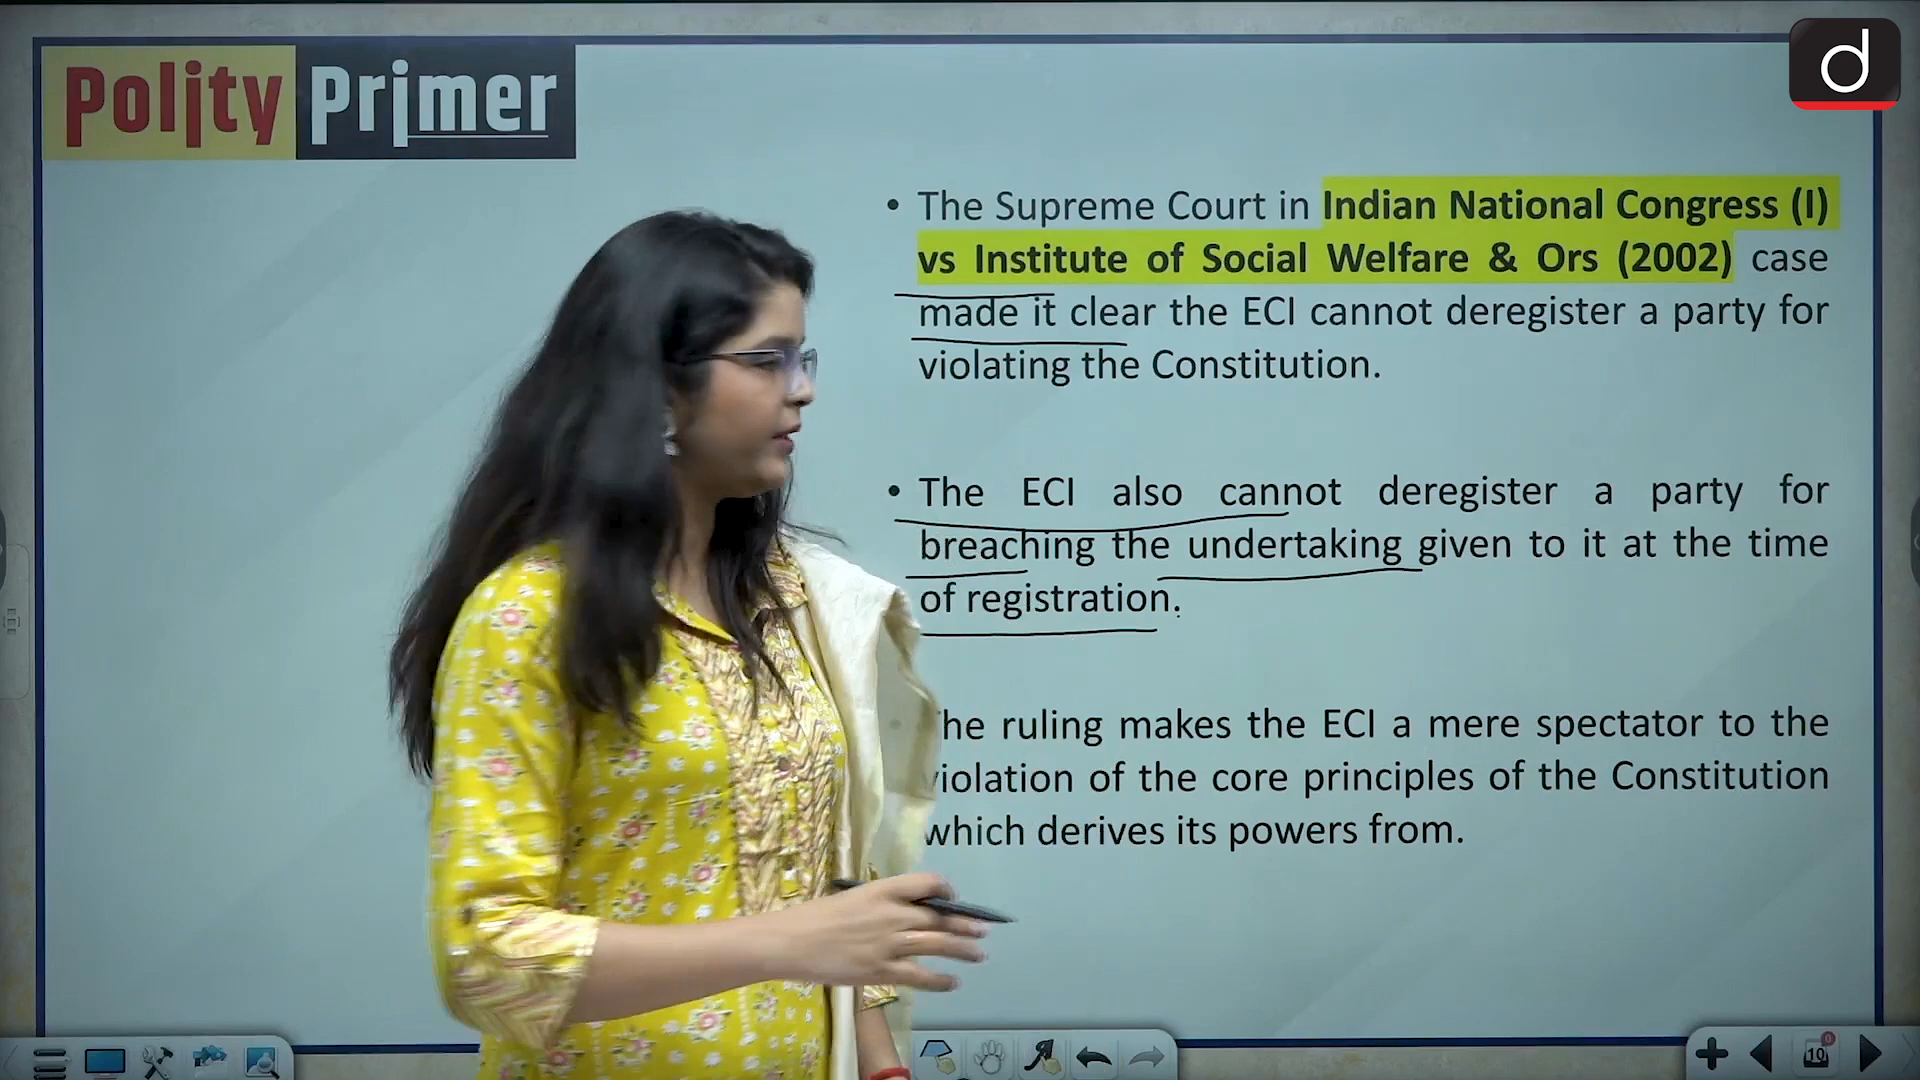 Polity Primer
d
• The Supreme Court in Indian National Congress (I)
vs Institute of Social Welfare & Ors (2002) case
made it clear the ECI cannot deregister a party for
violating the Constitution.
• The ECI also cannot deregister a party for
breaching the undertaking given to it at the time
of registration.
he ruling makes the ECI a mere spectator to the
violation of the core principles of the Constitution
which derives its powers from.
10
0